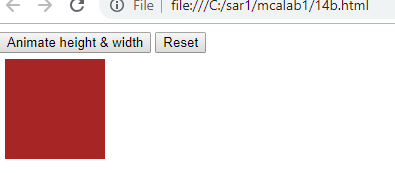 File file:///C:/sar1/mcalab1/14b.html
Animate height & width Reset